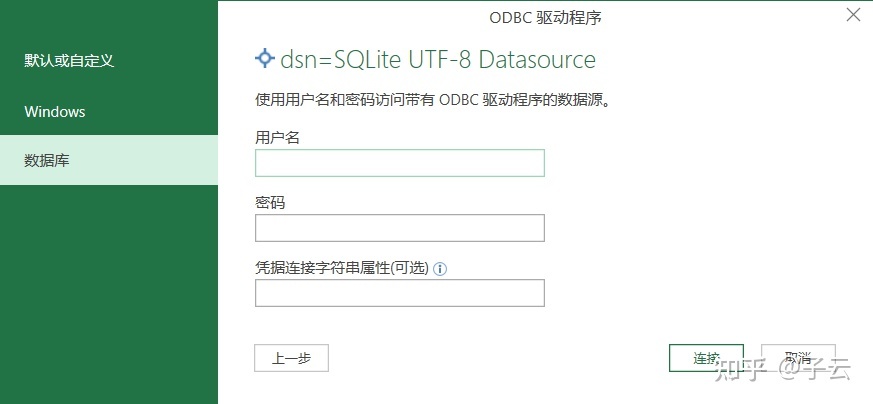 ODBC 驱动程序
默认或自定义
Windows
数据库
dsn=SQLite UTF-8 Datasource
使用用户名和密码访问带有 ODBC 驱动程序的数据源。
用户名
密码
凭据连接字符串属性(可选)
上一步
连接
取消
知乎 @子云